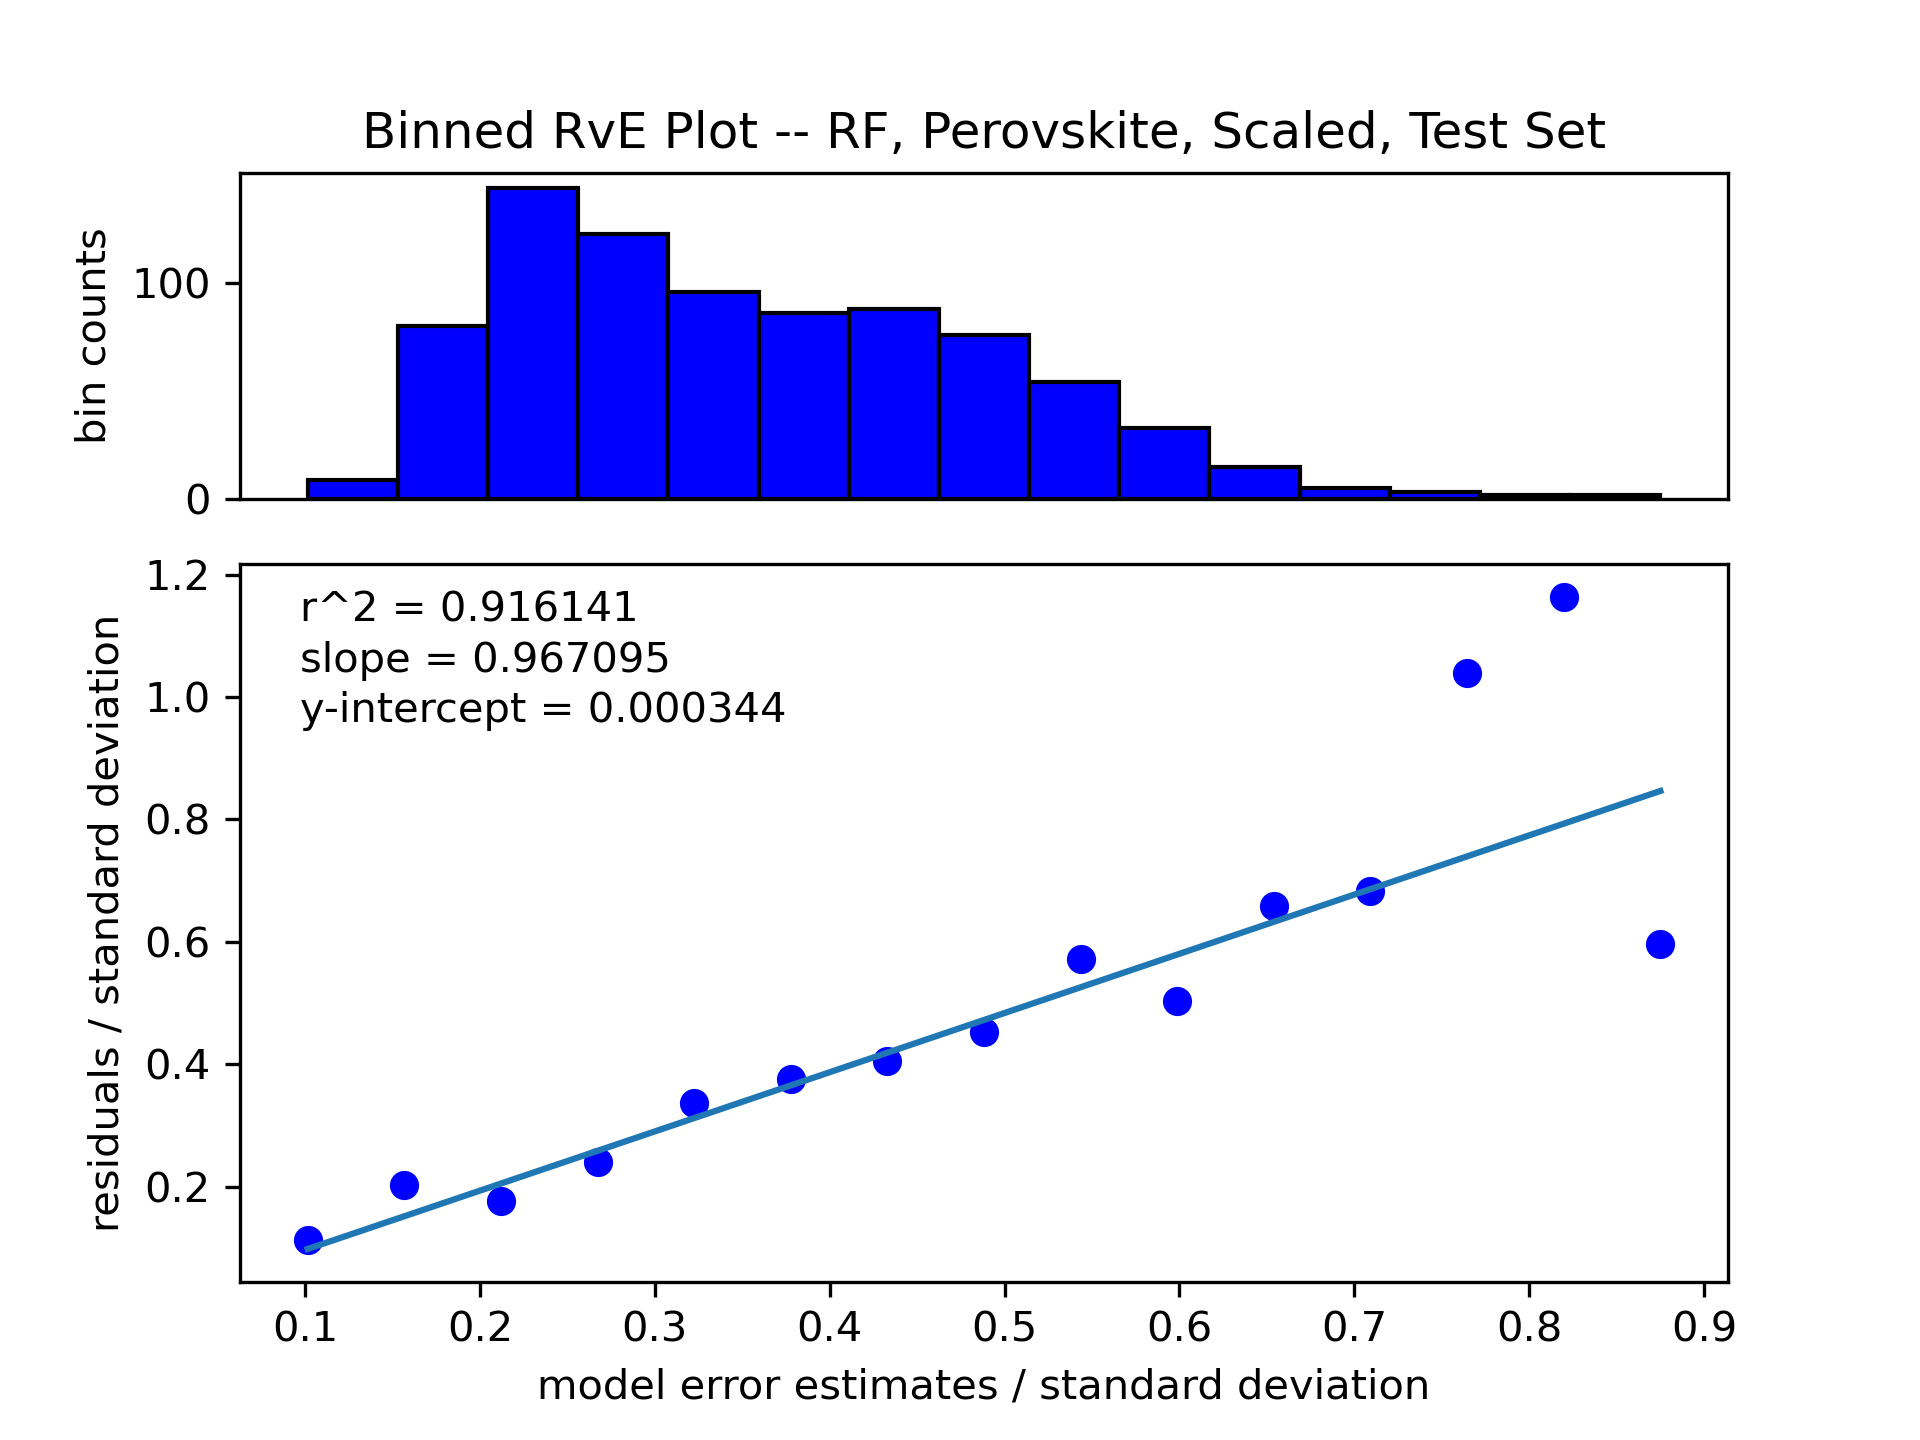 Binned RvE Plot -- RF, Perovskite, Scaled, Test Set
bin counts
100
0
residuals / standard deviation
1.2
1.0
0.8
0.6
0.4
0.2
r^2 = 0.916141
slope = 0.967095
y-intercept = 0.000344
0.1 0.2 0.3 0.4 0.5 0.6 0.7 0.8 0.9
model error estimates / standard deviation